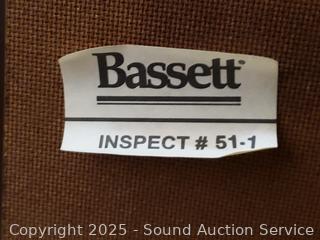 Bassett
INSPECT # 51-1
Copyright 2025 - Sound Auction Service